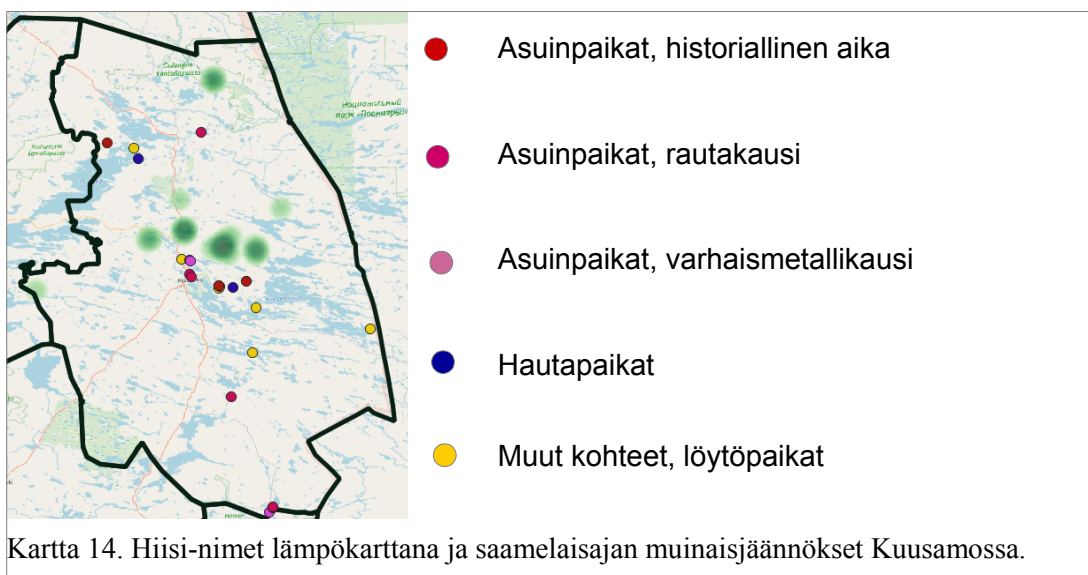 Asuinpaikat, historiallinen aika
Asuinpaikat, rautakausi
Asuinpaikat, varhaismetallikausi
Hautapaikat
Muut kohteet, löytöpaikat
Kartta 14. Hiisi-nimet lämpökarttana ja saamelaisajan muinaisjäännökset Kuusamossa.